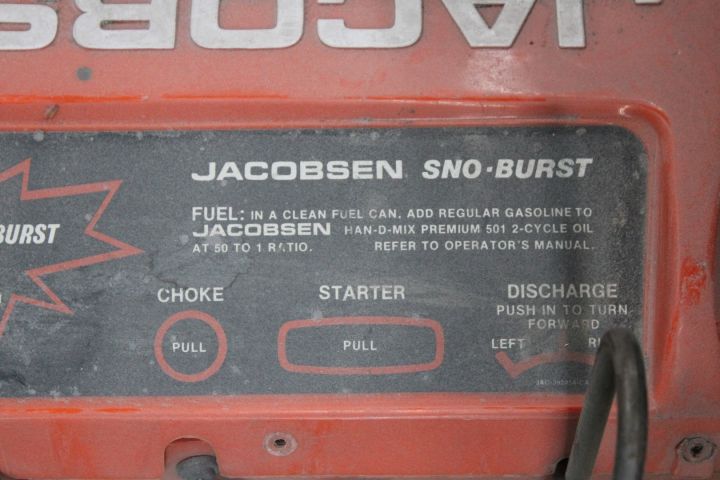 JACOBS
JACOBSEN SNO-BURST
FUEL: IN A CLEAN FUEL CAN, ADD REGULAR GASOLINE TO
JACOBSEN HAN-D-MIX PREMIUM 501 2-CYCLE OIL
AT 50 TO 1 RATIO. REFER TO OPERATOR'S MANUAL.
BURST
CHOKE
PULL
STARTER
PULL
DISCHARGE
PUSH IN TO TURN
FORWARD
LEFT